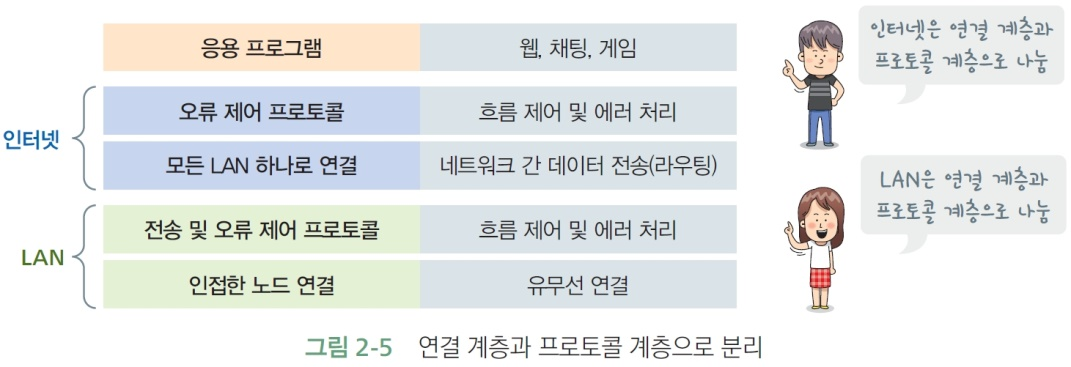 응용 프로그램 웹, 채팅, 게임
인터넷은 연결 계층과
프로토콜 계층으로 나눔
인터넷
오류 제어 프로토콜 흐름 제어 및 에러 처리
모든 LAN 하나로 연결 네트워크 간 데이터 전송(라우팅)
LAN은 연결 계층과
프로토콜 계층으로 나눔
LAN
전송 및 오류 제어 프로토콜 흐름 제어 및 에러 처리
인접한 노드 연결 유무선 연결
그림 2-5 연결 계층과 프로토콜 계층으로 분리